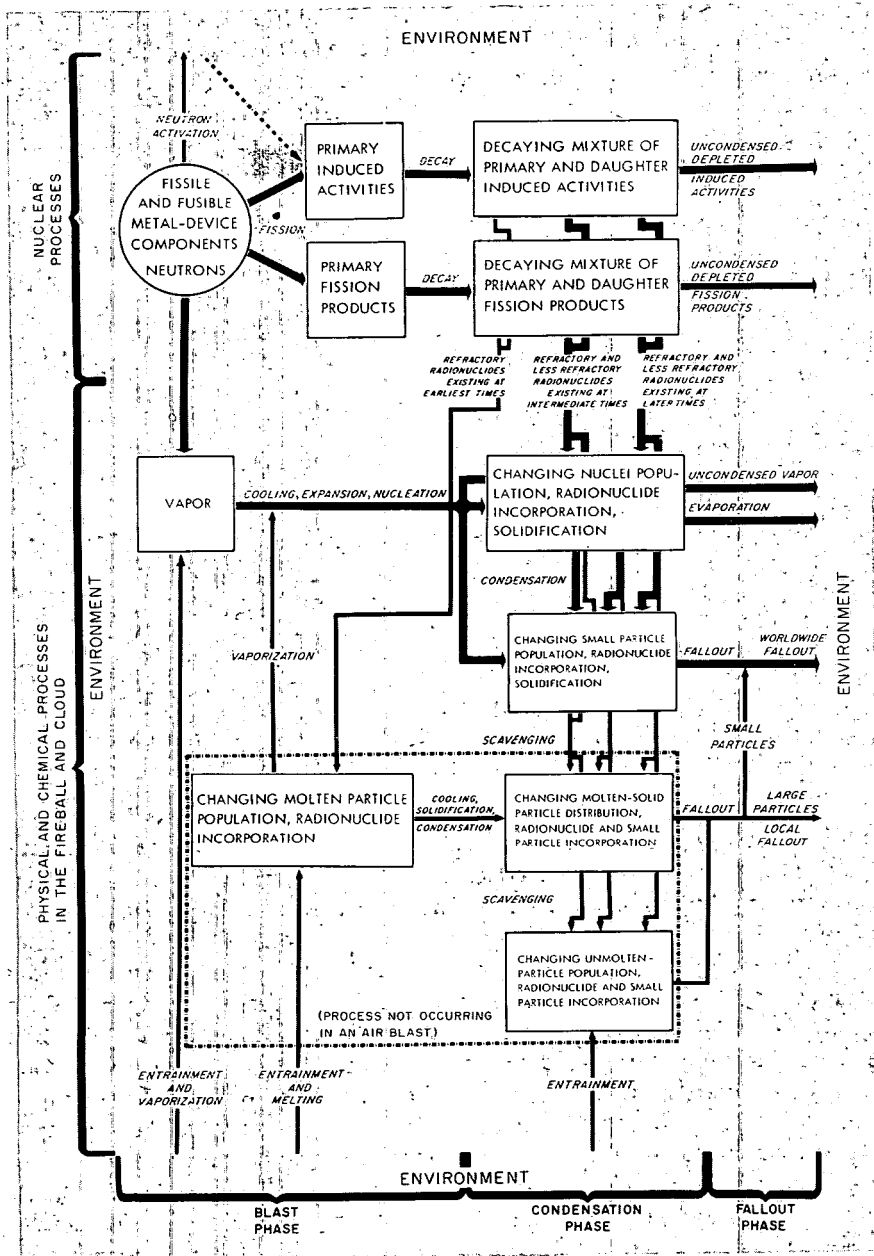 ENVIRONMENT
NEUTRON
ACTIVATION
PRIMARY
INDUCED
ACTIVITIES
DECAY
DECAYING MIXTURE OF
PRIMARY AND DAUGHTER
INDUCED ACTIVITIES
UNCONDENSED
DEPLETED
INDUCED
ACTIVITIES
FISSILE
AND FUSIBLE
METAL-DEVICE
COMPONENTS
NEUTRONS
FISSION
PRIMARY
FISSION
PRODUCTS
DECAY
DECAYING MIXTURE OF
PRIMARY AND DAUGHTER
FISSION PRODUCTS
UNCONDENSED
DEPLETED
FISSION
PRODUCTS
NUCLEAR
PROCESSES
REFRACTORY
RADIONUCLIDES
EXISTING AT
EARLIEST TIMES
REFRACTORY AND
LESS REFRACTORY
RADIONUCLIDES
EXISTING AT
INTERMEDIATE TIMES
REFRACTORY AND
LESS REFRACTORY
RADIONUCLIDES
EXISTING AT
LATER TIMES
VAPOR
COOLING, EXPANSION, NUCLEATION
CHANGING NUCLEI POPU-
LATION, RADIONUCLIDE
INCORPORATION,
SOLIDIFICATION
UNCONDENSED VAPOR
EVAPORATION
CONDENSATION
VAPORIZATION
CHANGING SMALL PARTICLE
POPULATION, RADIONUCLIDE
INCORPORATION,
SOLIDIFICATION
FALLOUT
WORLDWIDE
FALLOUT
ENVIRONMENT
ENVIRONMENT
PHYSICAL AND CHEMICAL PROCESSES
IN THE FIREBALL AND CLOUD
SCAVENGING
SMALL
PARTICLES
CHANGING MOLTEN PARTICLE
POPULATION, RADIONUCLIDE
INCORPORATION
COOLING,
SOLIDIFICATION,
CONDENSATION
CHANGING MOLTEN-SOLID
PARTICLE DISTRIBUTION,
RADIONUCLIDE AND SMALL
PARTICLE INCORPORATION
FALLOUT
LARGE
PARTICLES
LOCAL
FALLOUT
SCAVENGING
CHANGING UNMOLTEN-
PARTICLE POPULATION,
RADIONUCLIDE AND SMALL
PARTICLE INCORPORATION
(PROCESS NOT OCCURRING
IN AN AIR BLAST)
ENTRAINMENT
AND
VAPORIZATION
ENTRAINMENT
AND
MELTING
ENTRAINMENT
ENVIRONMENT
BLAST
PHASE
CONDENSATION
PHASE
FALLOUT
PHASE